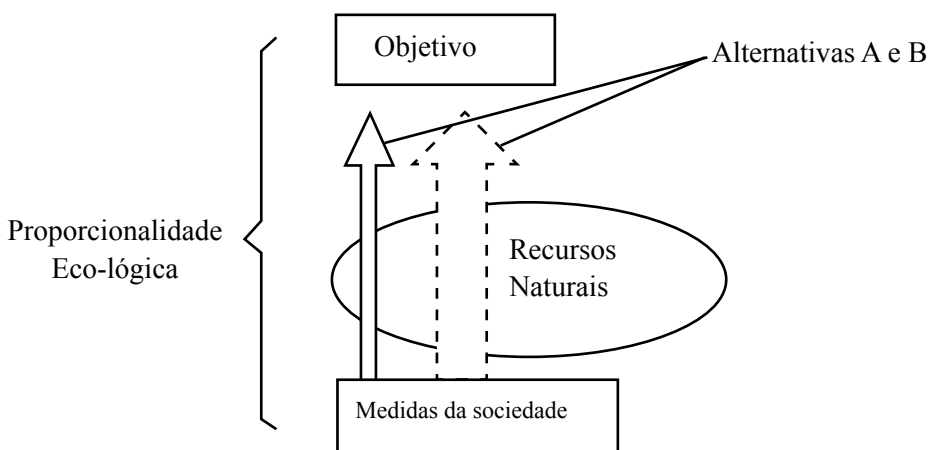 Objetivo
Alternativas A e B
Proporcionalidade
Eco-lógica
Recursos
Naturais
Medidas da sociedade